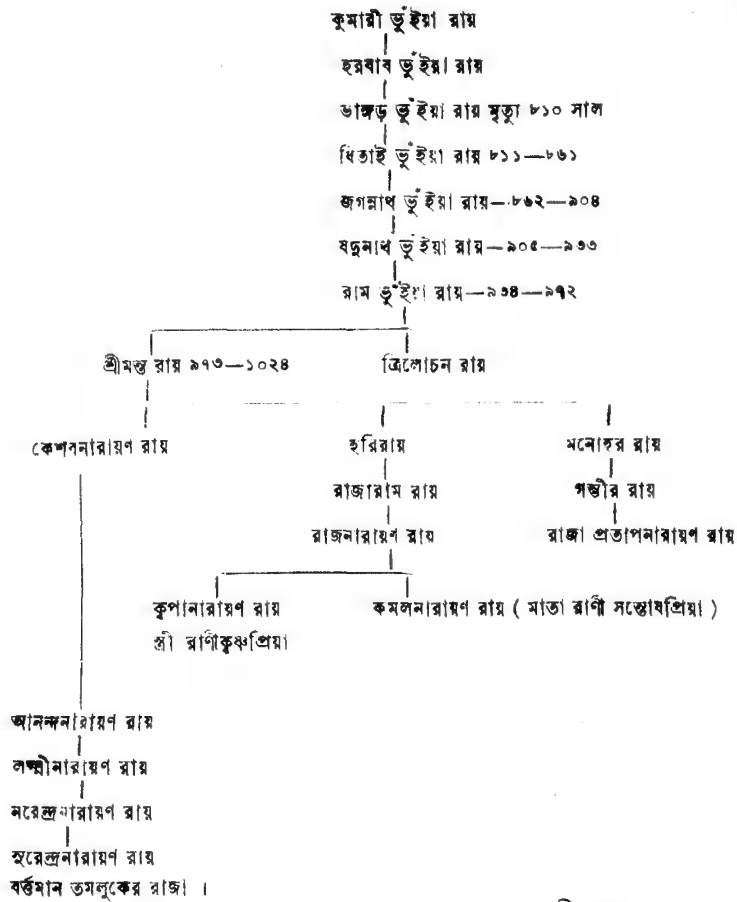 কুমারী ভুঁইয়া রায়
হরবাব ভুঁইয়া রায়
ভাঙ্গড় ভুঁইয়া রায় মৃত্যু ৮১০ সাল
ধিতাই ভুঁইয়া রায় ৮১১—৮৬১
জগন্নাথ ভুঁইয়া রায়—৮৬২—৯০৪
যদুনাথ ভুঁইয়া রায়—৯০৫—৯৩৩
রাম ভুঁইয়া রায়—৯৩৪—৯৭২
শ্রীমন্ত রায় ৯৭৩—১০২৪ ত্রিলোচন রায়
কেশবনারায়ণ রায় হরিরায় মনোহর রায়
রাজারাম রায় গম্ভীর রায়
রাজনারায়ণ রায় রাজা প্রতাপনারায়ণ রায়
কৃপানারায়ণ রায় কমলনারায়ণ রায় ( মাতা রাণী সন্তোষপ্রিয়া )
স্ত্রী রাণীকৃষ্ণপ্রিয়া
আনন্দনারায়ণ রায়
লক্ষ্মীনারায়ণ রায়
নরেন্দ্রনারায়ণ রায়
সুরেন্দ্রনারায়ণ রায়
বর্ত্তমান তমলুকের রাজা ।